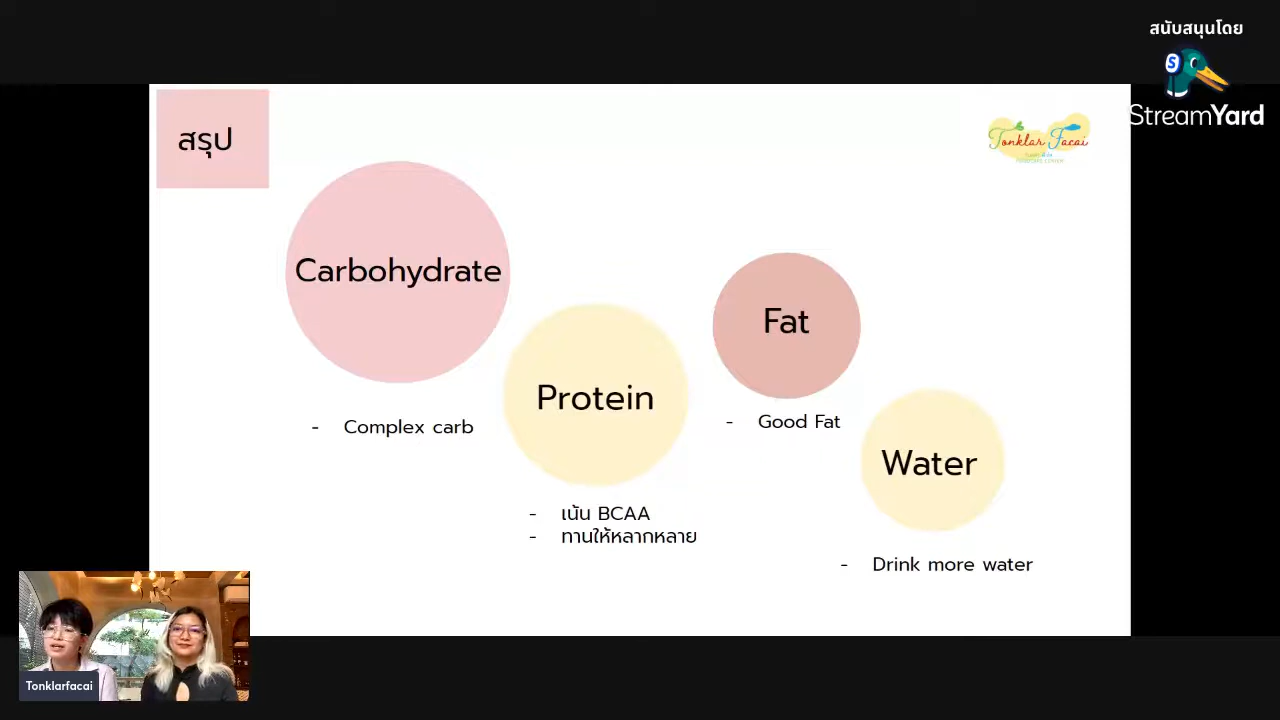 สนับสนุนโดย
StreamYard
สรุป
Tonklar Facai
Carbohydrate
- Complex carb
Protein
- เน้น BCAA
- ทานให้หลากหลาย
Fat
- Good Fat
Water
- Drink more water
Tonklarfacai